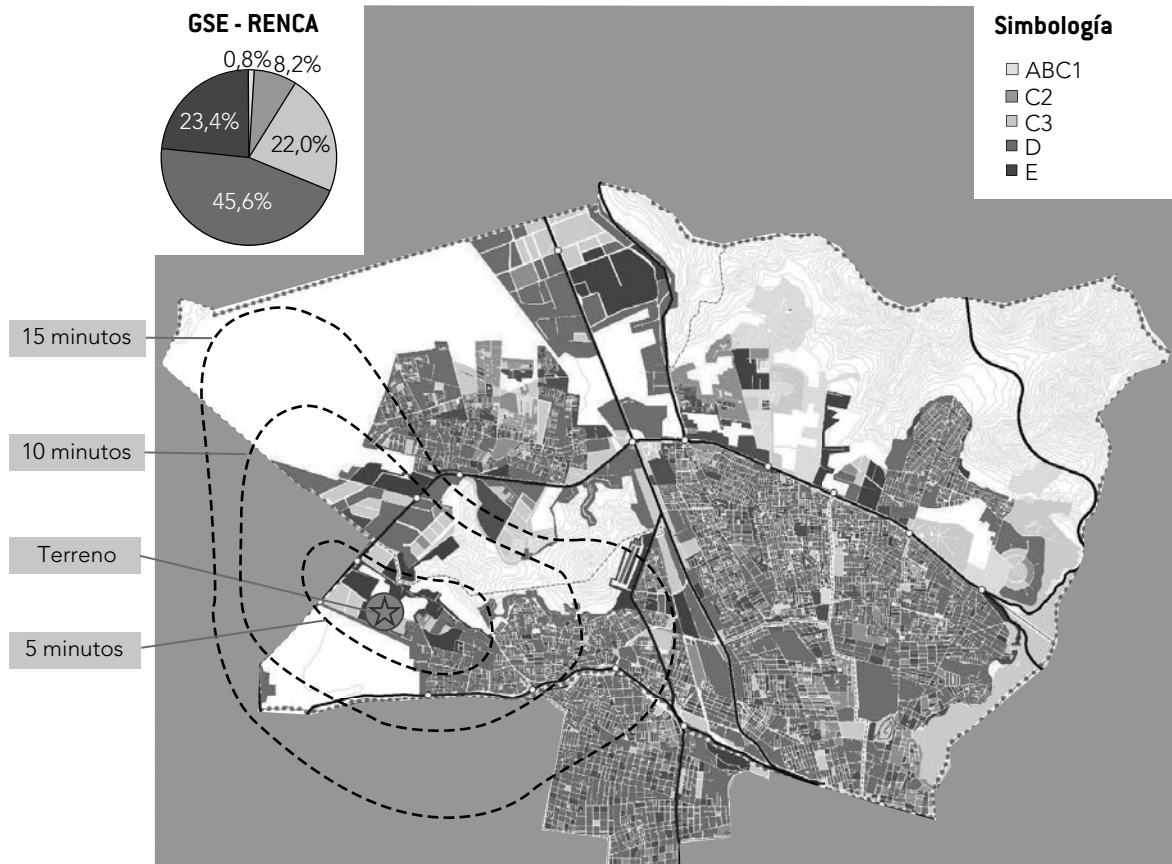 GSE - RENCA
0,8%
8,2%
23,4%
22,0%
45,6%
Simbología
ABC1
C2
C3
D
E
15 minutos
10 minutos
Terreno
5 minutos